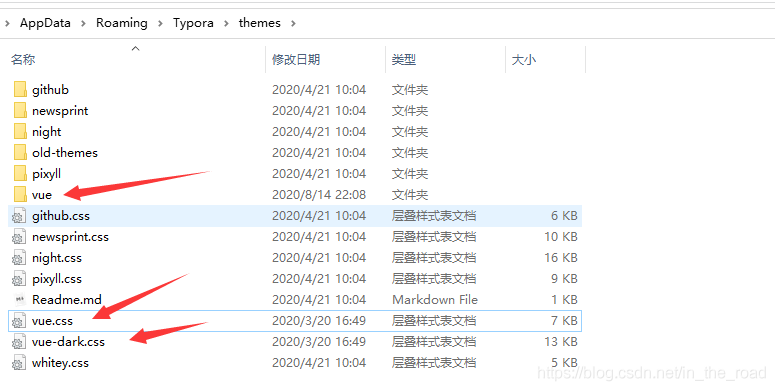 AppData Roaming Typora themes
名称 修改日期 类型 大小
github 2020/4/21 10:04 文件夹
newsprint 2020/4/21 10:04 文件夹
night 2020/4/21 10:04 文件夹
old-themes 2020/4/21 10:04 文件夹
pixyll 2020/4/21 10:04 文件夹
vue 2020/8/14 22:08 文件夹
github.css 2020/4/21 10:04 层叠样式表文档 6 KB
newsprint.css 2020/4/21 10:04 层叠样式表文档 10 KB
night.css 2020/4/21 10:04 层叠样式表文档 16 KB
pixyll.css 2020/4/21 10:04 层叠样式表文档 9 KB
Readme.md 2020/4/21 10:04 Markdown File 1 KB
vue.css 2020/3/20 16:49 层叠样式表文档 7 KB
vue-dark.css 2020/3/20 16:49 层叠样式表文档 13 KB
whitey.css 2020/4/21 10:04 层叠样式表文档 5 KB
https://blog.csdn.net/in_the_road